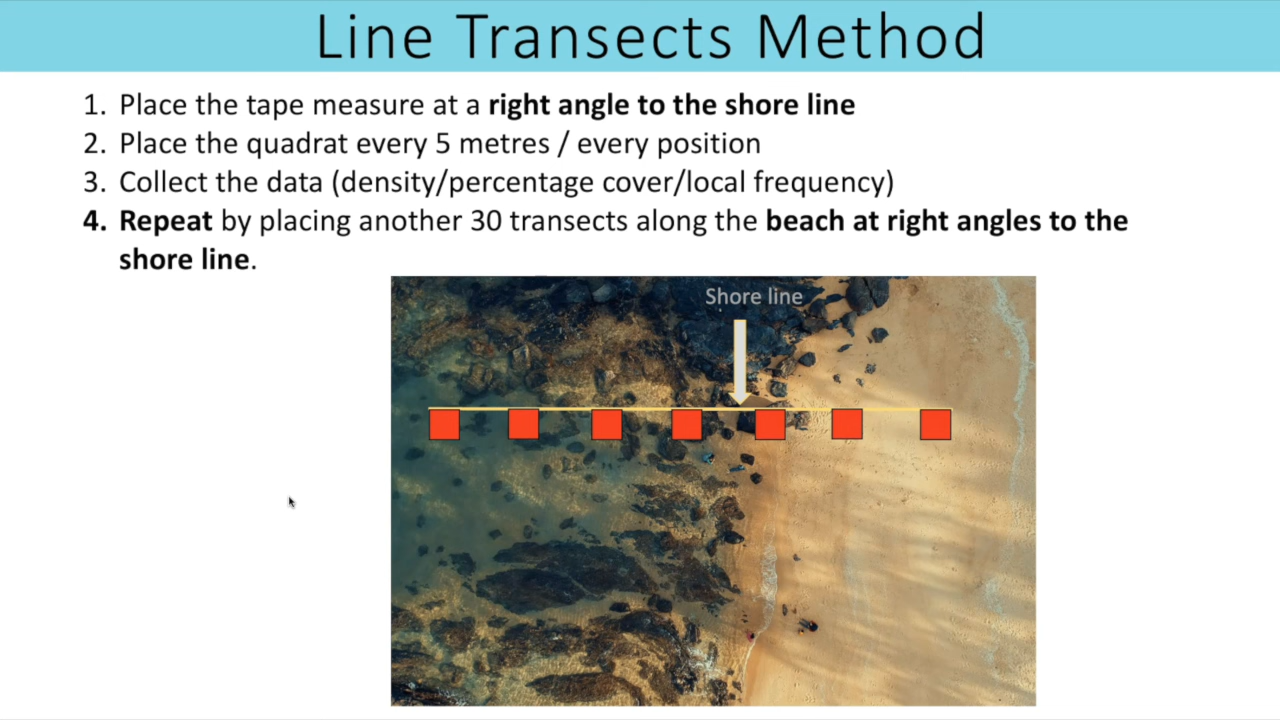 Line Transects Method
1. Place the tape measure at a right angle to the shore line
2. Place the quadrat every 5 metres / every position
3. Collect the data (density/percentage cover/local frequency)
4. Repeat by placing another 30 transects along the beach at right angles to the
shore line.
Shore line